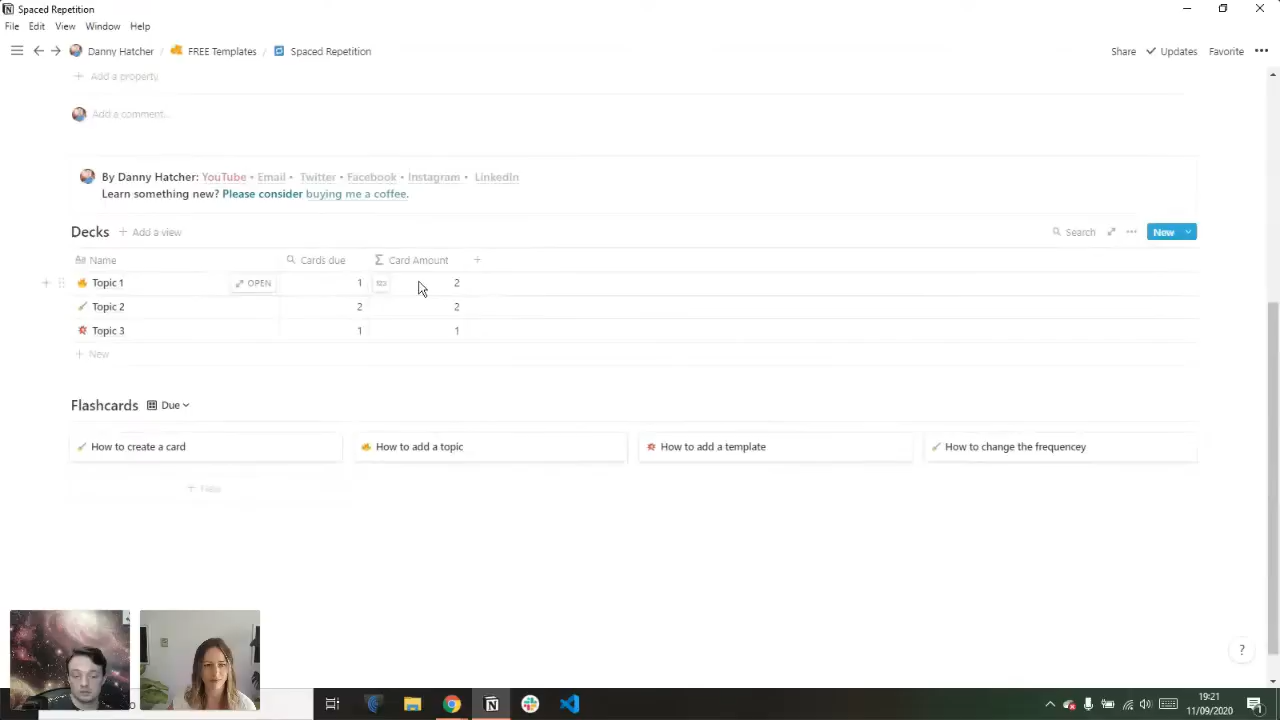 Spaced Repetition
File Edit View Window Help
Danny Hatcher / FREE Templates / Spaced Repetition Share Updates Favorite
Add a property
Add a comment...
By Danny Hatcher: YouTube • Email • Twitter • Facebook • Instagram • LinkedIn
Learn something new? Please consider buying me a coffee.
Decks + Add a view Search New
Name Cards due Card Amount
Topic 1 OPEN 1 2
Topic 2 2 2
Topic 3 1 1
New
Flashcards Due
How to create a card How to add a topic How to add a template How to change the frequencey
19:21
11/09/2020